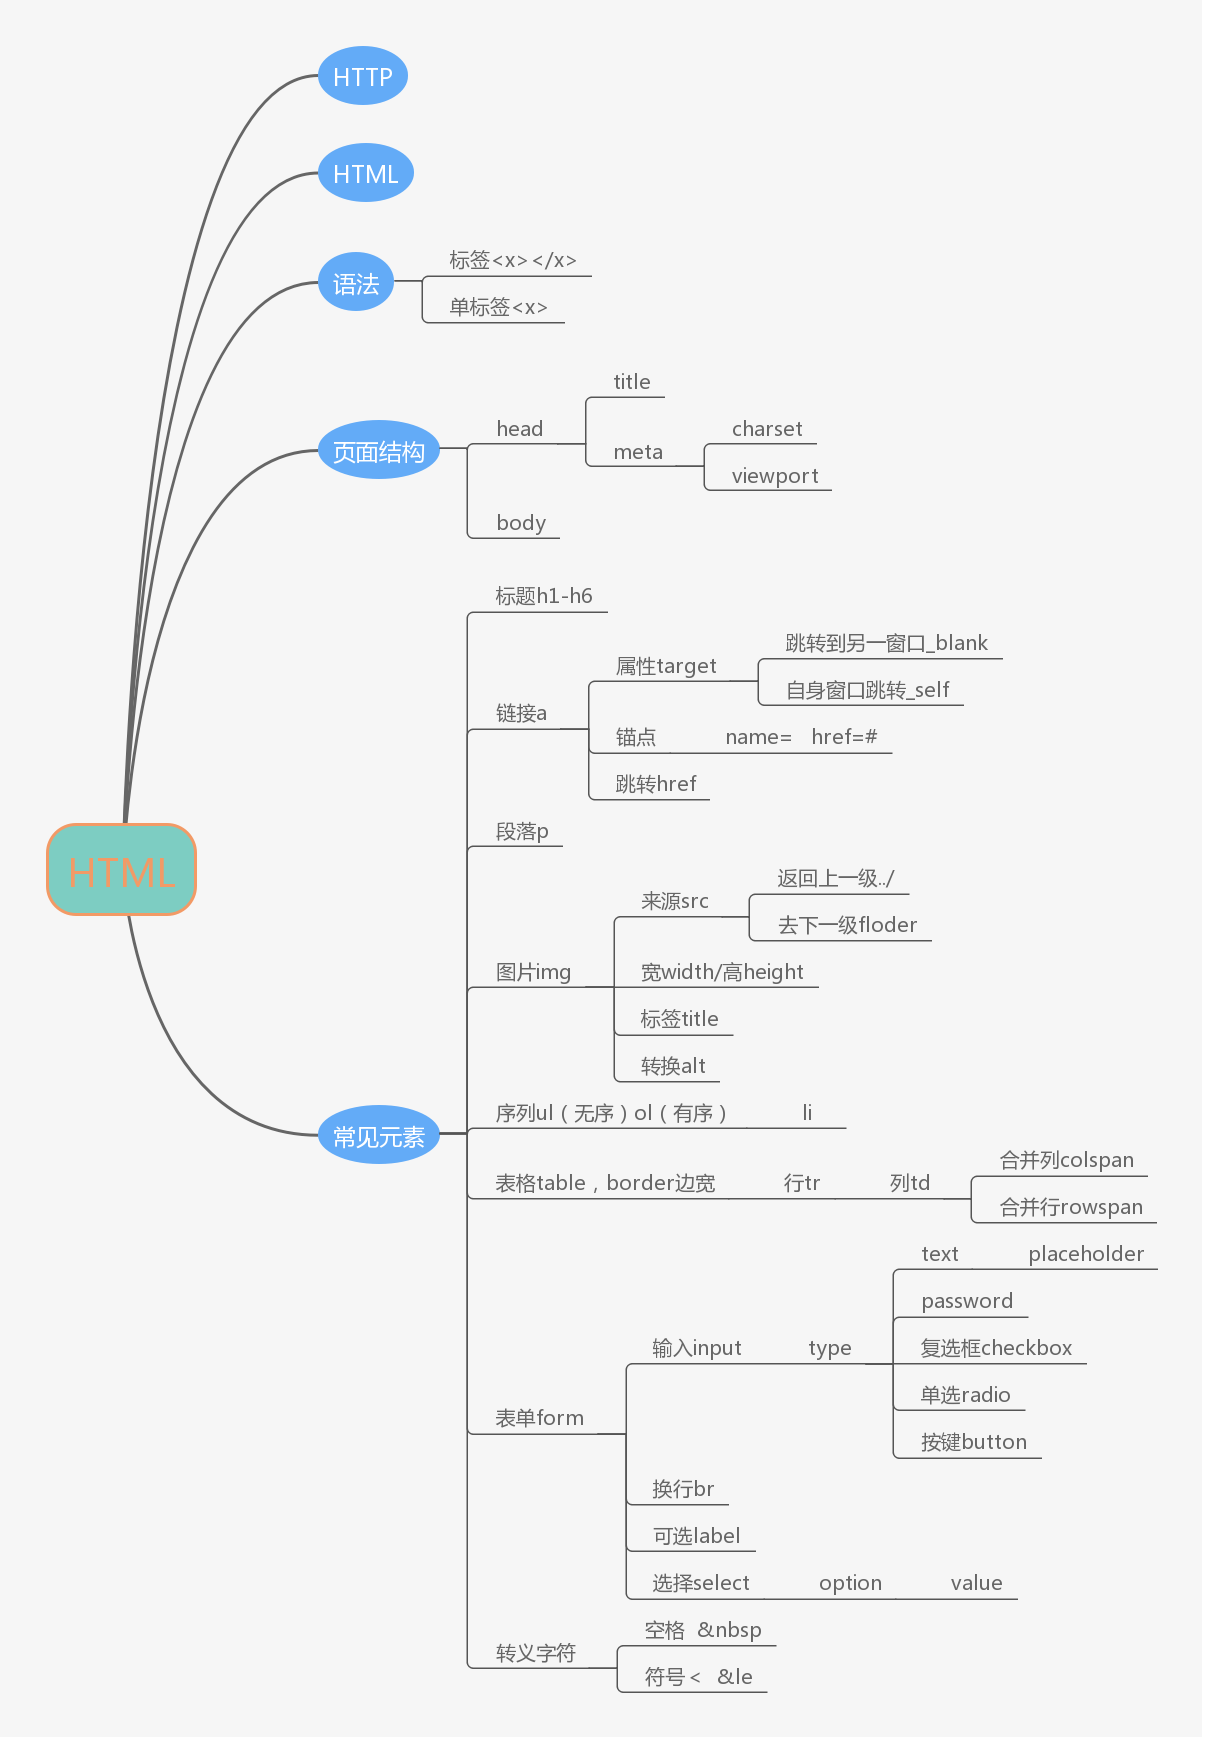 HTTP
HTML
语法
标签<x></x>
单标签<x>
页面结构
head
title
meta
charset
viewport
body
HTML
常见元素
标题h1-h6
链接a
属性target
跳转到另一窗口_blank
自身窗口跳转_self
锚点
name=   href=#
跳转href
段落p
图片img
来源src
返回上一级../
去下一级floder
宽width/高height
标签title
转换alt
序列ul（无序）ol（有序）
li
表格table，border边宽
行tr
列td
合并列colspan
合并行rowspan
表单form
输入input
type
text
placeholder
password
复选框checkbox
单选radio
按键button
换行br
可选label
选择select
option
value
转义字符
空格  &nbsp
符号<  &le